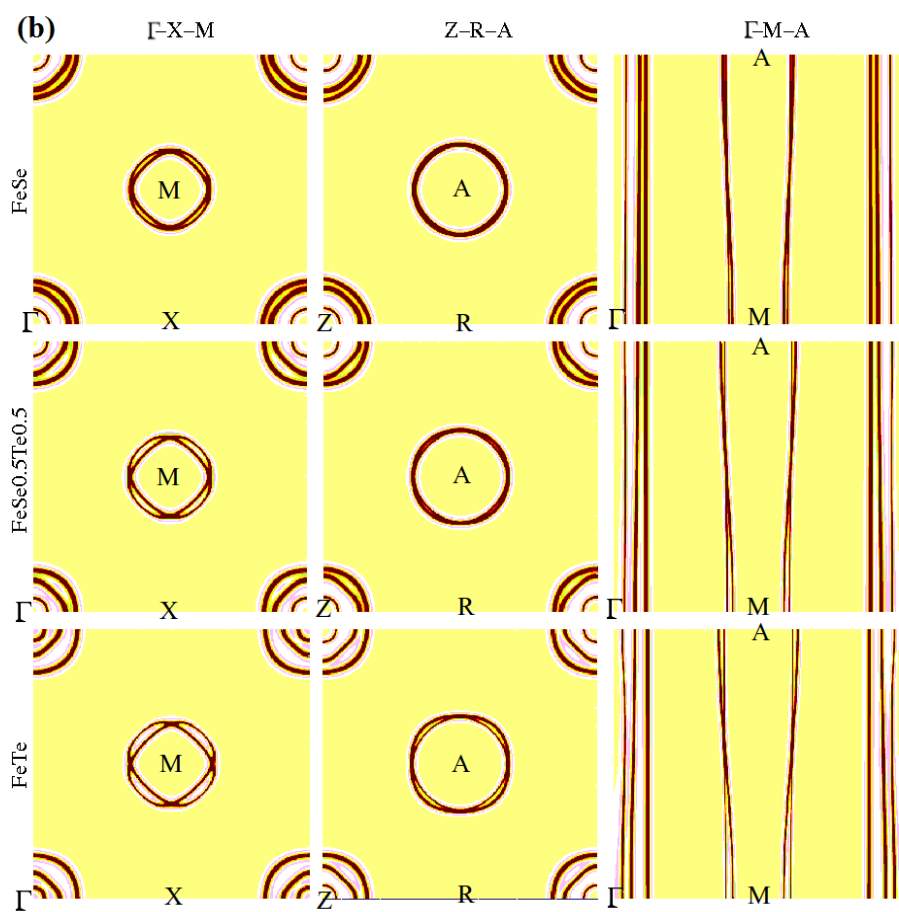 (b)
Γ–X–M Z–R–A Γ–M–A
A
FeSe
M A
Γ X Z R Γ M
A
FeSe0.5Te0.5
M A
Γ X Z R Γ M
A
FeTe
M A
Γ X Z R Γ M